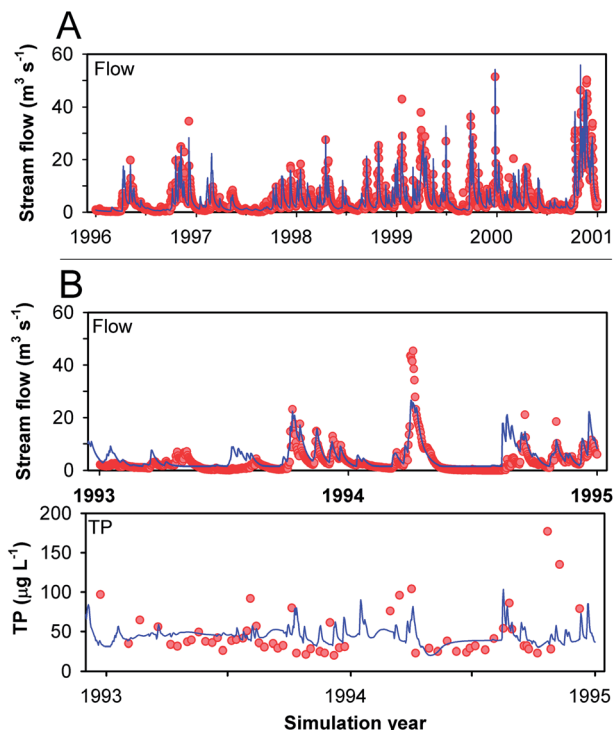 A
Flow
Stream flow (m³ s⁻¹)
60
40
20
0
1996
1997
1998
1999
2000
2001
B
Flow
Stream flow (m³ s⁻¹)
60
40
20
0
1993
1994
1995
TP
TP (µg L⁻¹)
200
150
100
50
0
1993
1994
1995
Simulation year